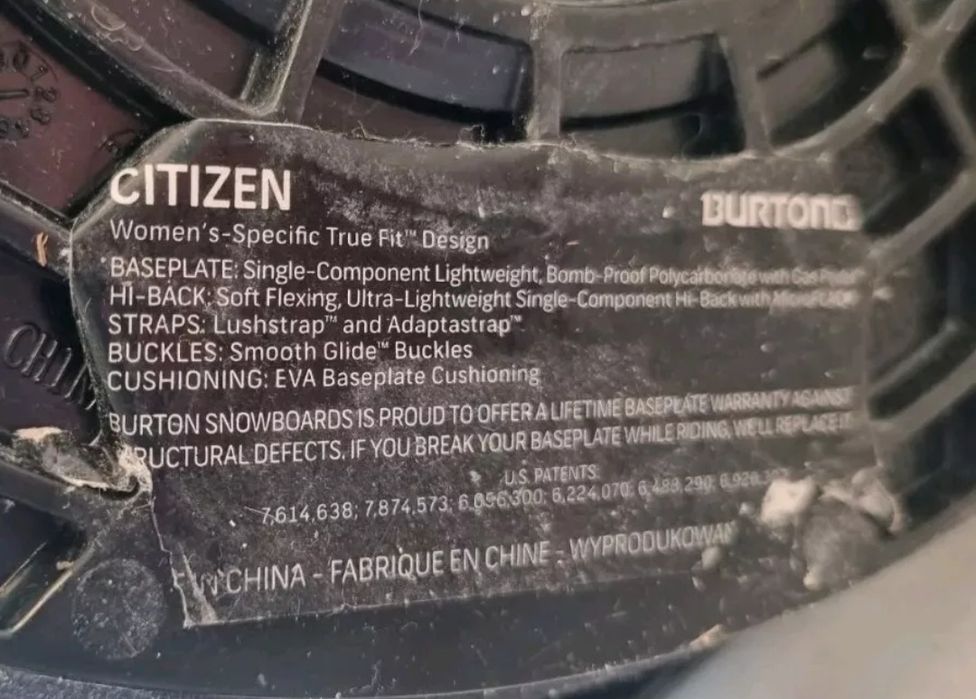 CITIZEN
BURTON
Women's-Specific True Fit™ Design
BASEPLATE: Single-Component Lightweight, Bomb-Proof Polycarbonate with Gas Pedal
HI-BACK: Soft Flexing, Ultra-Lightweight Single-Component Hi-Back with
STRAPS: Lushstrap™ and Adaptastrap™
BUCKLES: Smooth Glide™ Buckles
CUSHIONING: EVA Baseplate Cushioning
BURTON SNOWBOARDS IS PROUD TO OFFER A LIFETIME BASEPLATE WARRANTY AGAINST
RUCTURAL DEFECTS. IF YOU BREAK YOUR BASEPLATE WHILE RIDING, WE'LL REPLACE IT.
U.S. PATENTS:
7,614,638; 7,874,573; 6,056,300; 6,224,070; 6,489,290;
CHINA - FABRIQUE EN CHINE - WYPRODUKOWAN
CHIN